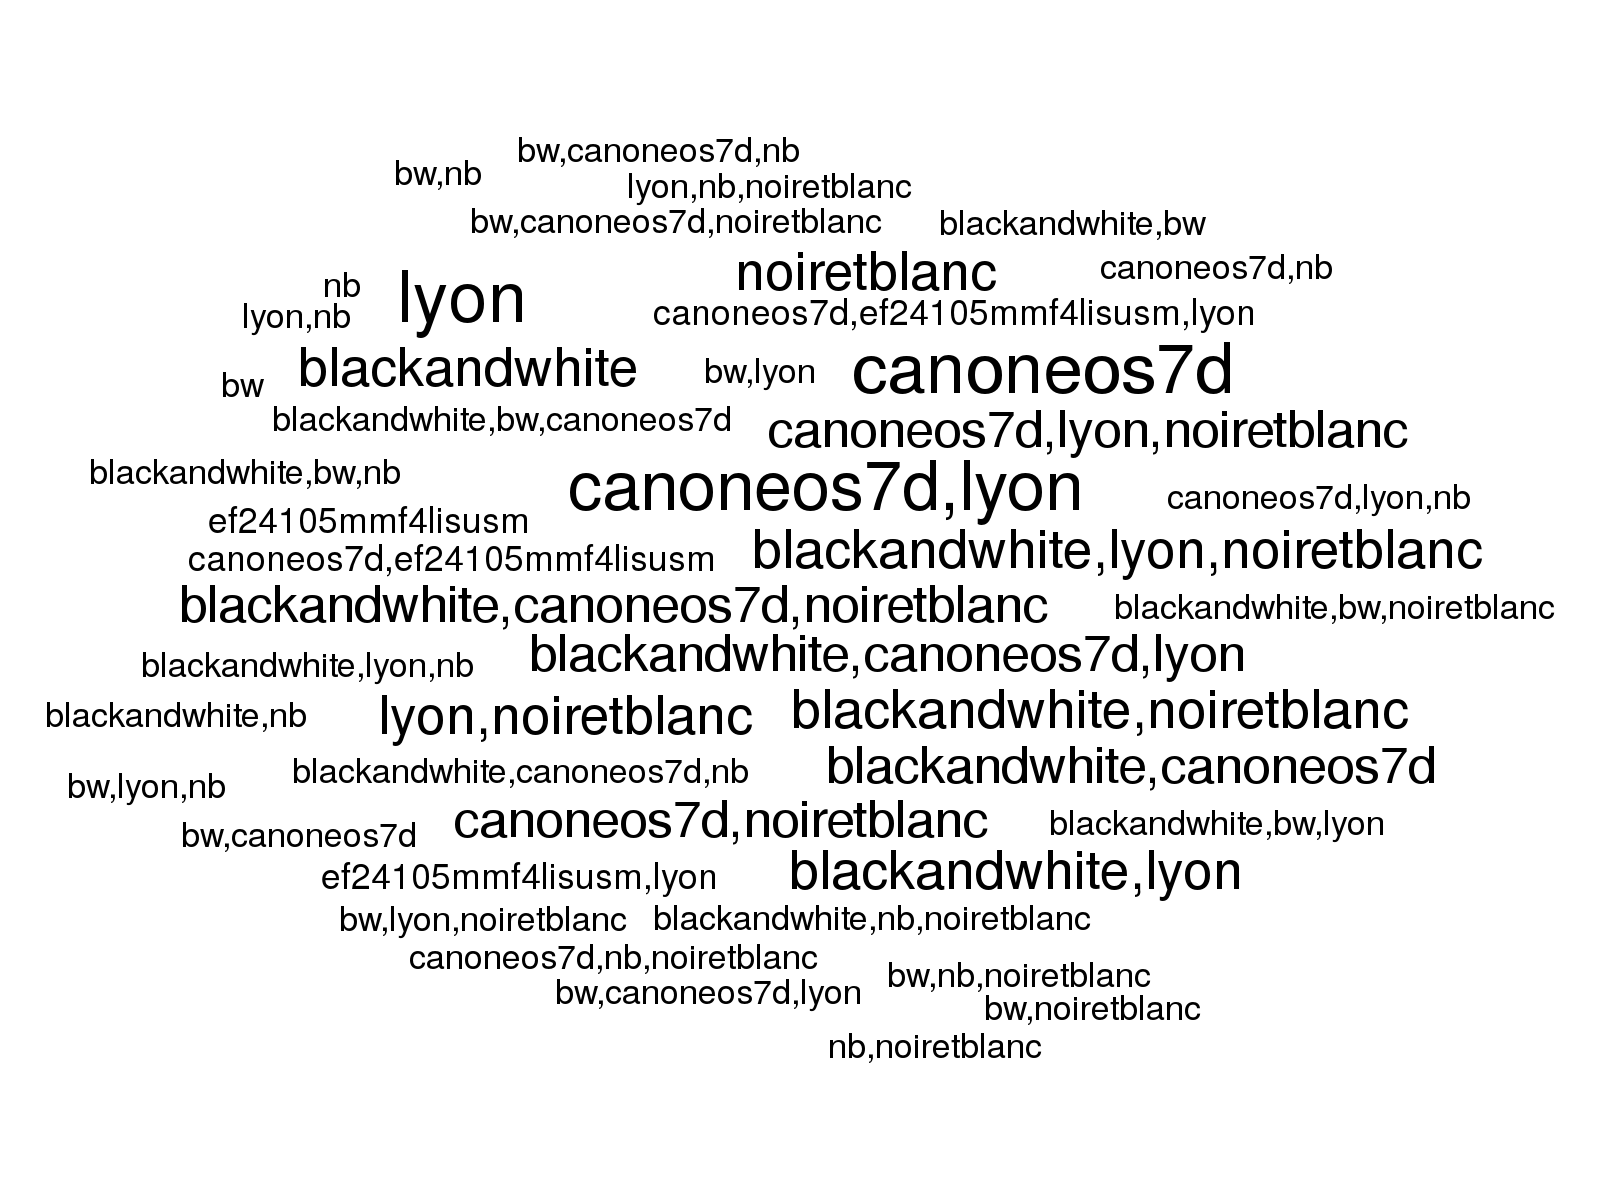 bw,canoneos7d,nb
bw,nb
lyon,nb,noiretblanc
bw,canoneos7d,noiretblanc
blackandwhite,bw
noiretblanc
canoneos7d,nb
nb
lyon
lyon,nb
canoneos7d,ef24105mmf4lisusm,lyon
blackandwhite
bw,lyon
canoneos7d
bw
blackandwhite,bw,canoneos7d
canoneos7d,lyon,noiretblanc
blackandwhite,bw,nb
canoneos7d,lyon
canoneos7d,lyon,nb
ef24105mmf4lisusm
canoneos7d,ef24105mmf4lisusm
blackandwhite,lyon,noiretblanc
blackandwhite,canoneos7d,noiretblanc
blackandwhite,bw,noiretblanc
blackandwhite,canoneos7d,lyon
blackandwhite,lyon,nb
blackandwhite,nb
lyon,noiretblanc
blackandwhite,noiretblanc
blackandwhite,canoneos7d,nb
blackandwhite,canoneos7d
bw,lyon,nb
canoneos7d,noiretblanc
blackandwhite,bw,lyon
bw,canoneos7d
ef24105mmf4lisusm,lyon
blackandwhite,lyon
bw,lyon,noiretblanc
blackandwhite,nb,noiretblanc
canoneos7d,nb,noiretblanc
bw,nb,noiretblanc
bw,canoneos7d,lyon
bw,noiretblanc
nb,noiretblanc